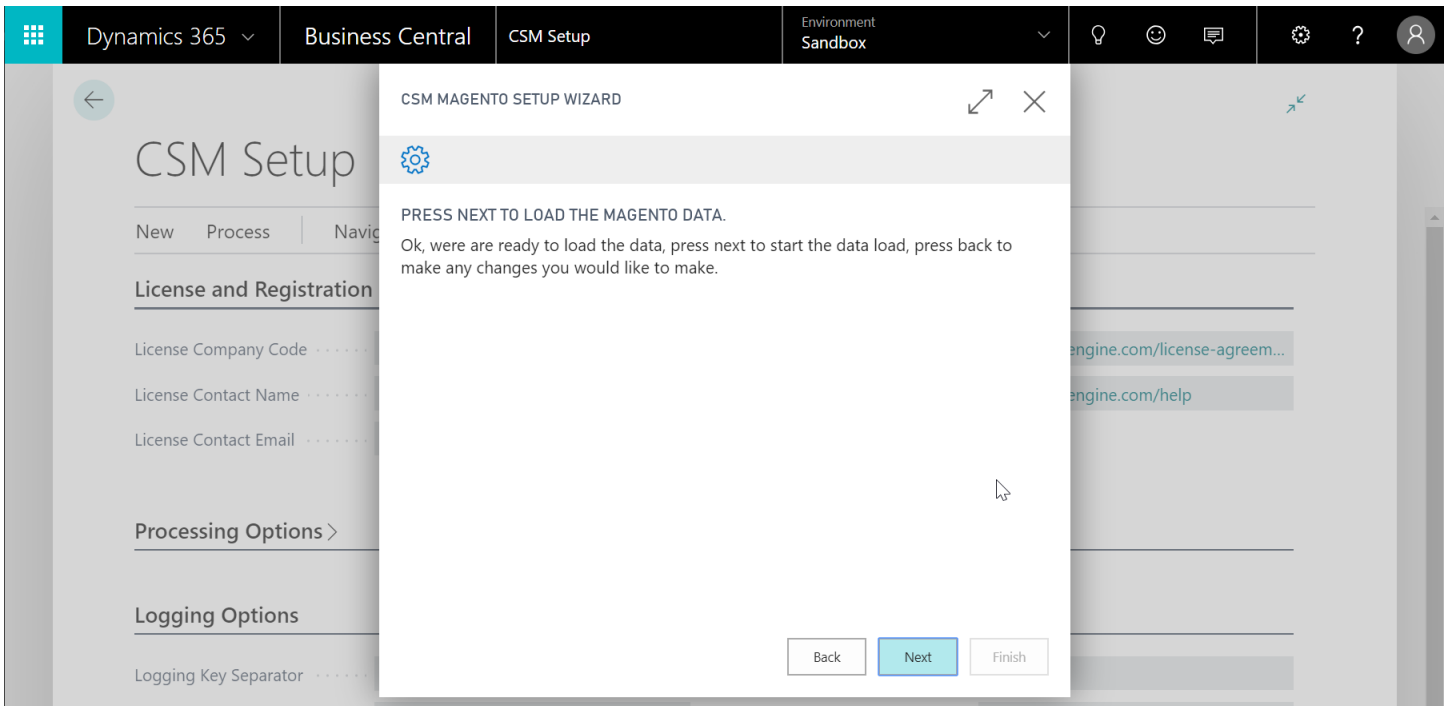 Dynamics 365
Business Central
CSM Setup
Environment
Sandbox
?
CSM MAGENTO SETUP WIZARD
CSM Setup
PRESS NEXT TO LOAD THE MAGENTO DATA.
New Process Navig
Ok, were are ready to load the data, press next to start the data load, press back to
make any changes you would like to make.
License and Registration
License Company Code
engine.com/license-agreem...
License Contact Name
engine.com/help
License Contact Email
Processing Options
Logging Options
Back Next Finish
Logging Key Separator